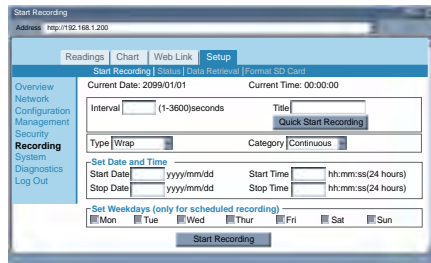 Start Recording
Address http://192.168.1.200
Readings Chart Web Link Setup
Start Recording Status Data Retrieval Format SD Card
Overview
Network
Configuration
Management
Security
Recording
System
Diagnostics
Log Out
Current Date: 2099/01/01 Current Time: 00:00:00
Interval (1-3600)seconds Title
Quick Start Recording
Type Wrap Category Continuous
Set Date and Time
Start Date yyyy/mm/dd Start Time hh:mm:ss(24 hours)
Stop Date yyyy/mm/dd Stop Time hh:mm:ss(24 hours)
Set Weekdays (only for scheduled recording)
Mon Tue Wed Thur Fri Sat Sun
Start Recording